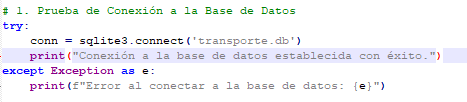 # 1. Prueba de Conexión a la Base de Datos
try:
    conn = sqlite3.connect('transporte.db')
    print("Conexión a la base de datos establecida con éxito.")
except Exception as e:
    print(f"Error al conectar a la base de datos: {e}")